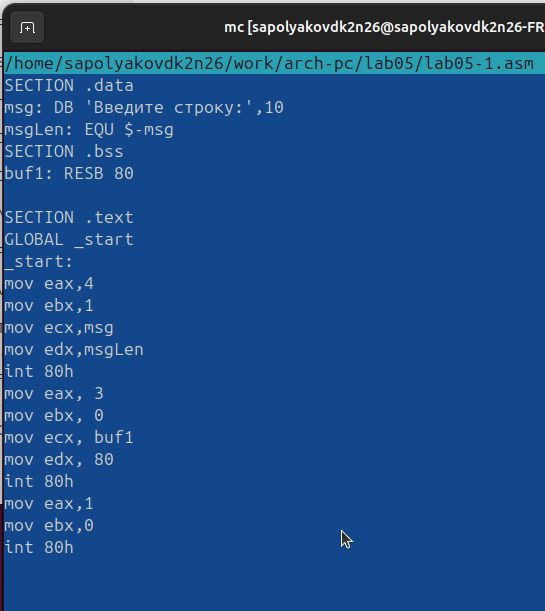 mc [sapolyakovdk2n26@sapolyakovdk2n26-FR
/home/sapolyakovdk2n26/work/arch-pc/lab05/lab05-1.asm
SECTION .data
msg: DB 'Введите строку:',10
msgLen: EQU $-msg
SECTION .bss
buf1: RESB 80

SECTION .text
GLOBAL _start
_start:
mov eax,4
mov ebx,1
mov ecx,msg
mov edx,msgLen
int 80h
mov eax, 3
mov ebx, 0
mov ecx, buf1
mov edx, 80
int 80h
mov eax,1
mov ebx,0
int 80h